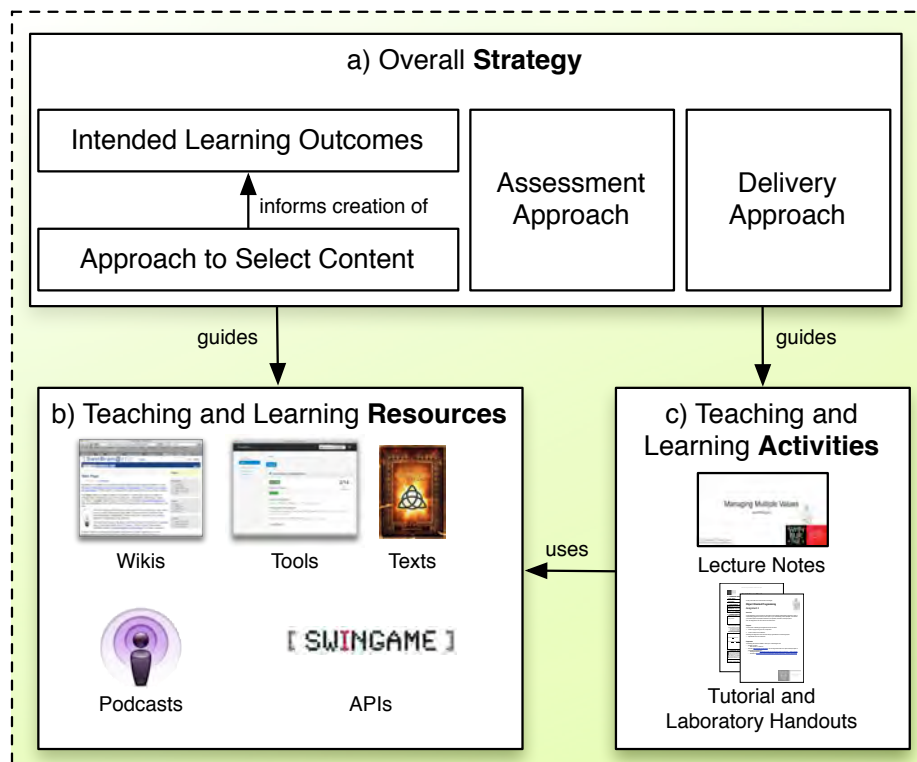 a) Overall Strategy
Intended Learning Outcomes
informs creation of
Approach to Select Content
Assessment
Approach
Delivery
Approach
guides
guides
b) Teaching and Learning Resources
Wikis
Tools
Texts
Podcasts
[ SWINGAME ]
APIs
uses
c) Teaching and
Learning Activities
Managing Multiple Values
Lecture Notes
Tutorial and
Laboratory Handouts